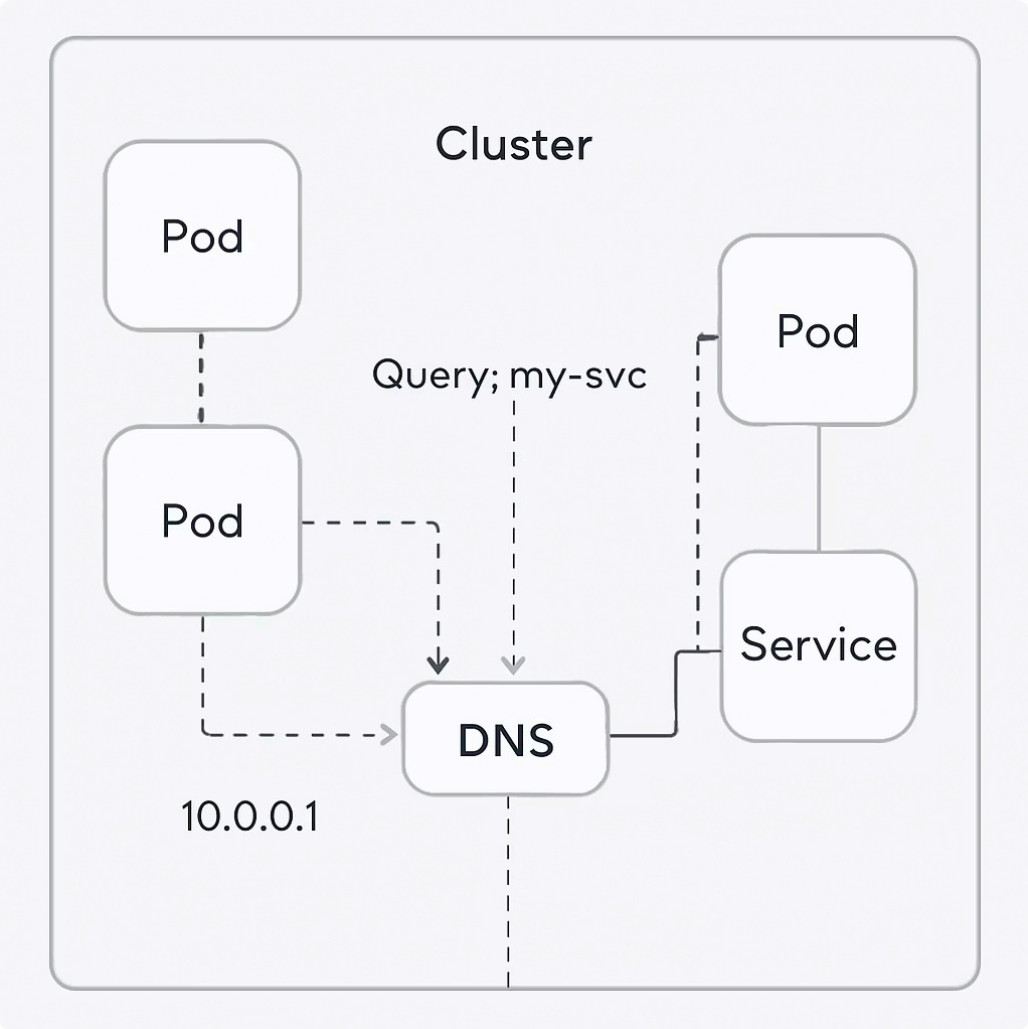 Cluster
Pod
Pod
Query; my-svc
Pod
Service
DNS
10.0.0.1